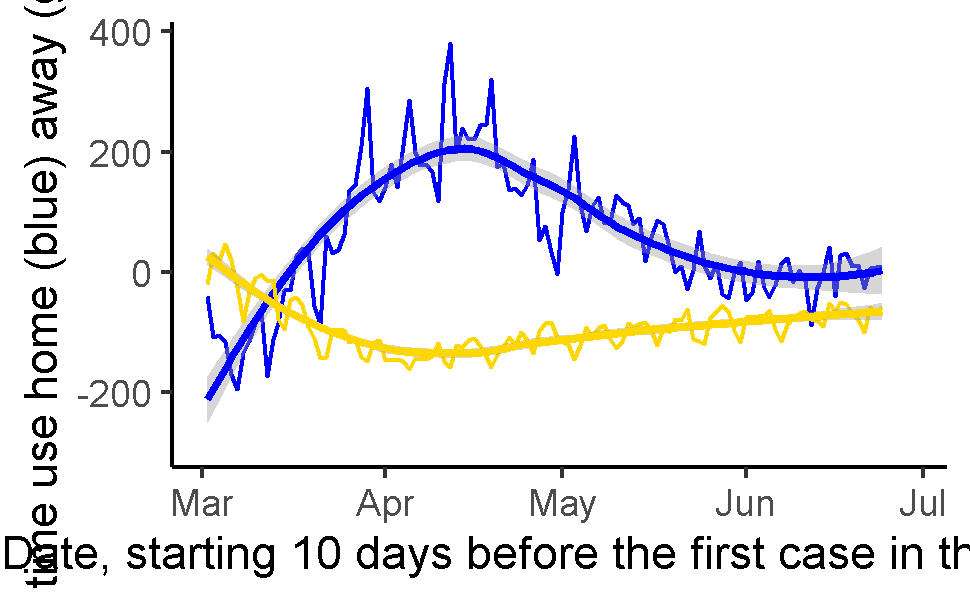 time use home (blue) away (
400
200
0
-200
Mar Apr May Jun Jul
Date, starting 10 days before the first case in th